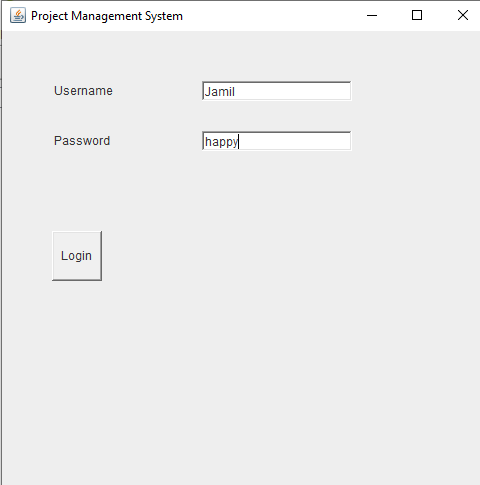 Project Management System
Username Jamil
Password happy
Login